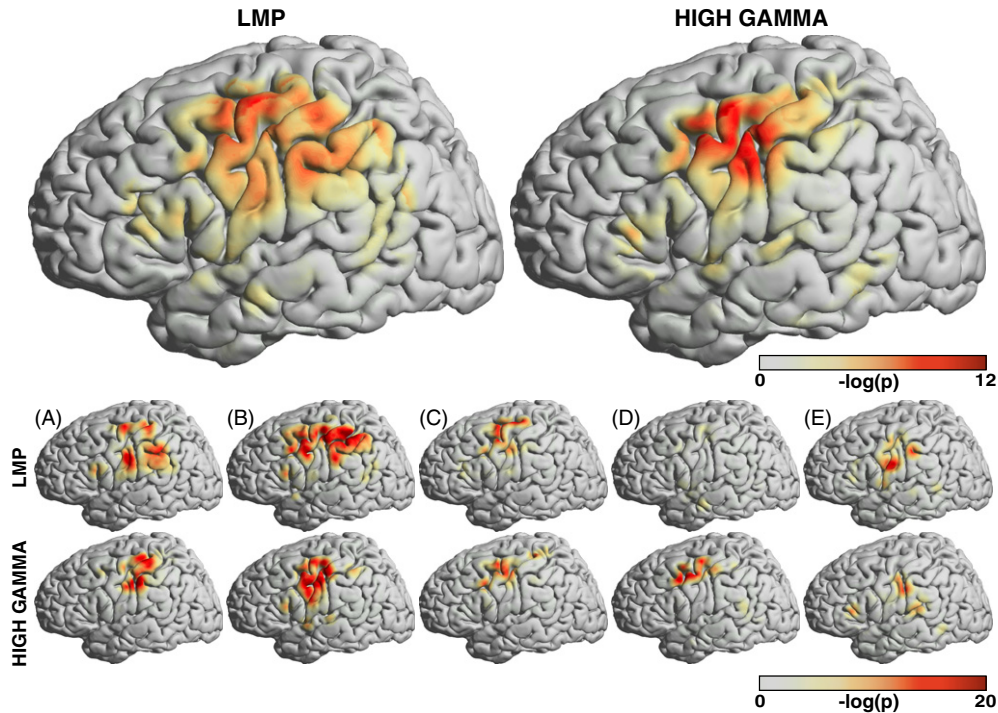 LMP
HIGH GAMMA
0 -log(p) 12
(A) (B) (C) (D) (E)
LMP
HIGH GAMMA
0 -log(p) 20